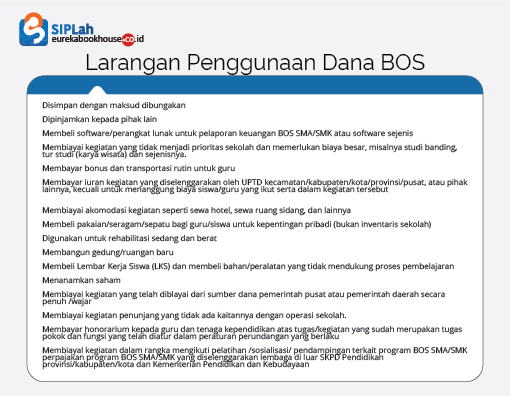 SIPLah
eurekabookhouse.co.id
Larangan Penggunaan Dana BOS
Disimpan dengan maksud dibungakan
Dipinjamkan kepada pihak lain
Membeli software/perangkat lunak untuk pelaporan keuangan BOS SMA/SMK atau software sejenis
Membiayai kegiatan yang tidak menjadi prioritas sekolah dan memerlukan biaya besar, misalnya studi banding,
tur studi (karya wisata) dan sejenisnya.
Membayar bonus dan transportasi rutin untuk guru
Membayar iuran kegiatan yang diselenggarakan oleh UPTD kecamatan/kabupaten/kota/provinsi/pusat, atau pihak
lainnya, kecuali untuk menanggung biaya siswa/guru yang ikut serta dalam kegiatan tersebut
Membiayai akomodasi kegiatan seperti sewa hotel, sewa ruang sidang, dan lainnya
Membeli pakaian/seragam/sepatu bagi guru/siswa untuk kepentingan pribadi (bukan inventaris sekolah)
Digunakan untuk rehabilitasi sedang dan berat
Membangun gedung/ruangan baru
Membeli Lembar Kerja Siswa (LKS) dan membeli bahan/peralatan yang tidak mendukung proses pembelajaran
Menanamkan saham
Membiayai kegiatan yang telah diblayai dari sumber dana pemerintah pusat atau pemerintah daerah secara
penuh /wajar
Membiayai kegiatan penunjang yang tidak ada kaitannya dengan operasi sekolah.
Membayar honorarium kepada guru dan tenaga kependidikan atas tugas/kegiatan yang sudah merupakan tugas
pokok dan fungsi yang telah diatur dalam peraturan perundangan yang berlaku
Membiayal kegiatan dalam rangka mengikuti pelatihan /sosialisasi/ pendampingan terkait program BOS SMA/SMK
perpajakan program BOS SMA/SMK yang diselenggarakan lembaga di luar SKPD Pendidikan
provinsi/kabupaten/kota dan Kementerian Pendidikan dan Kebudayaan